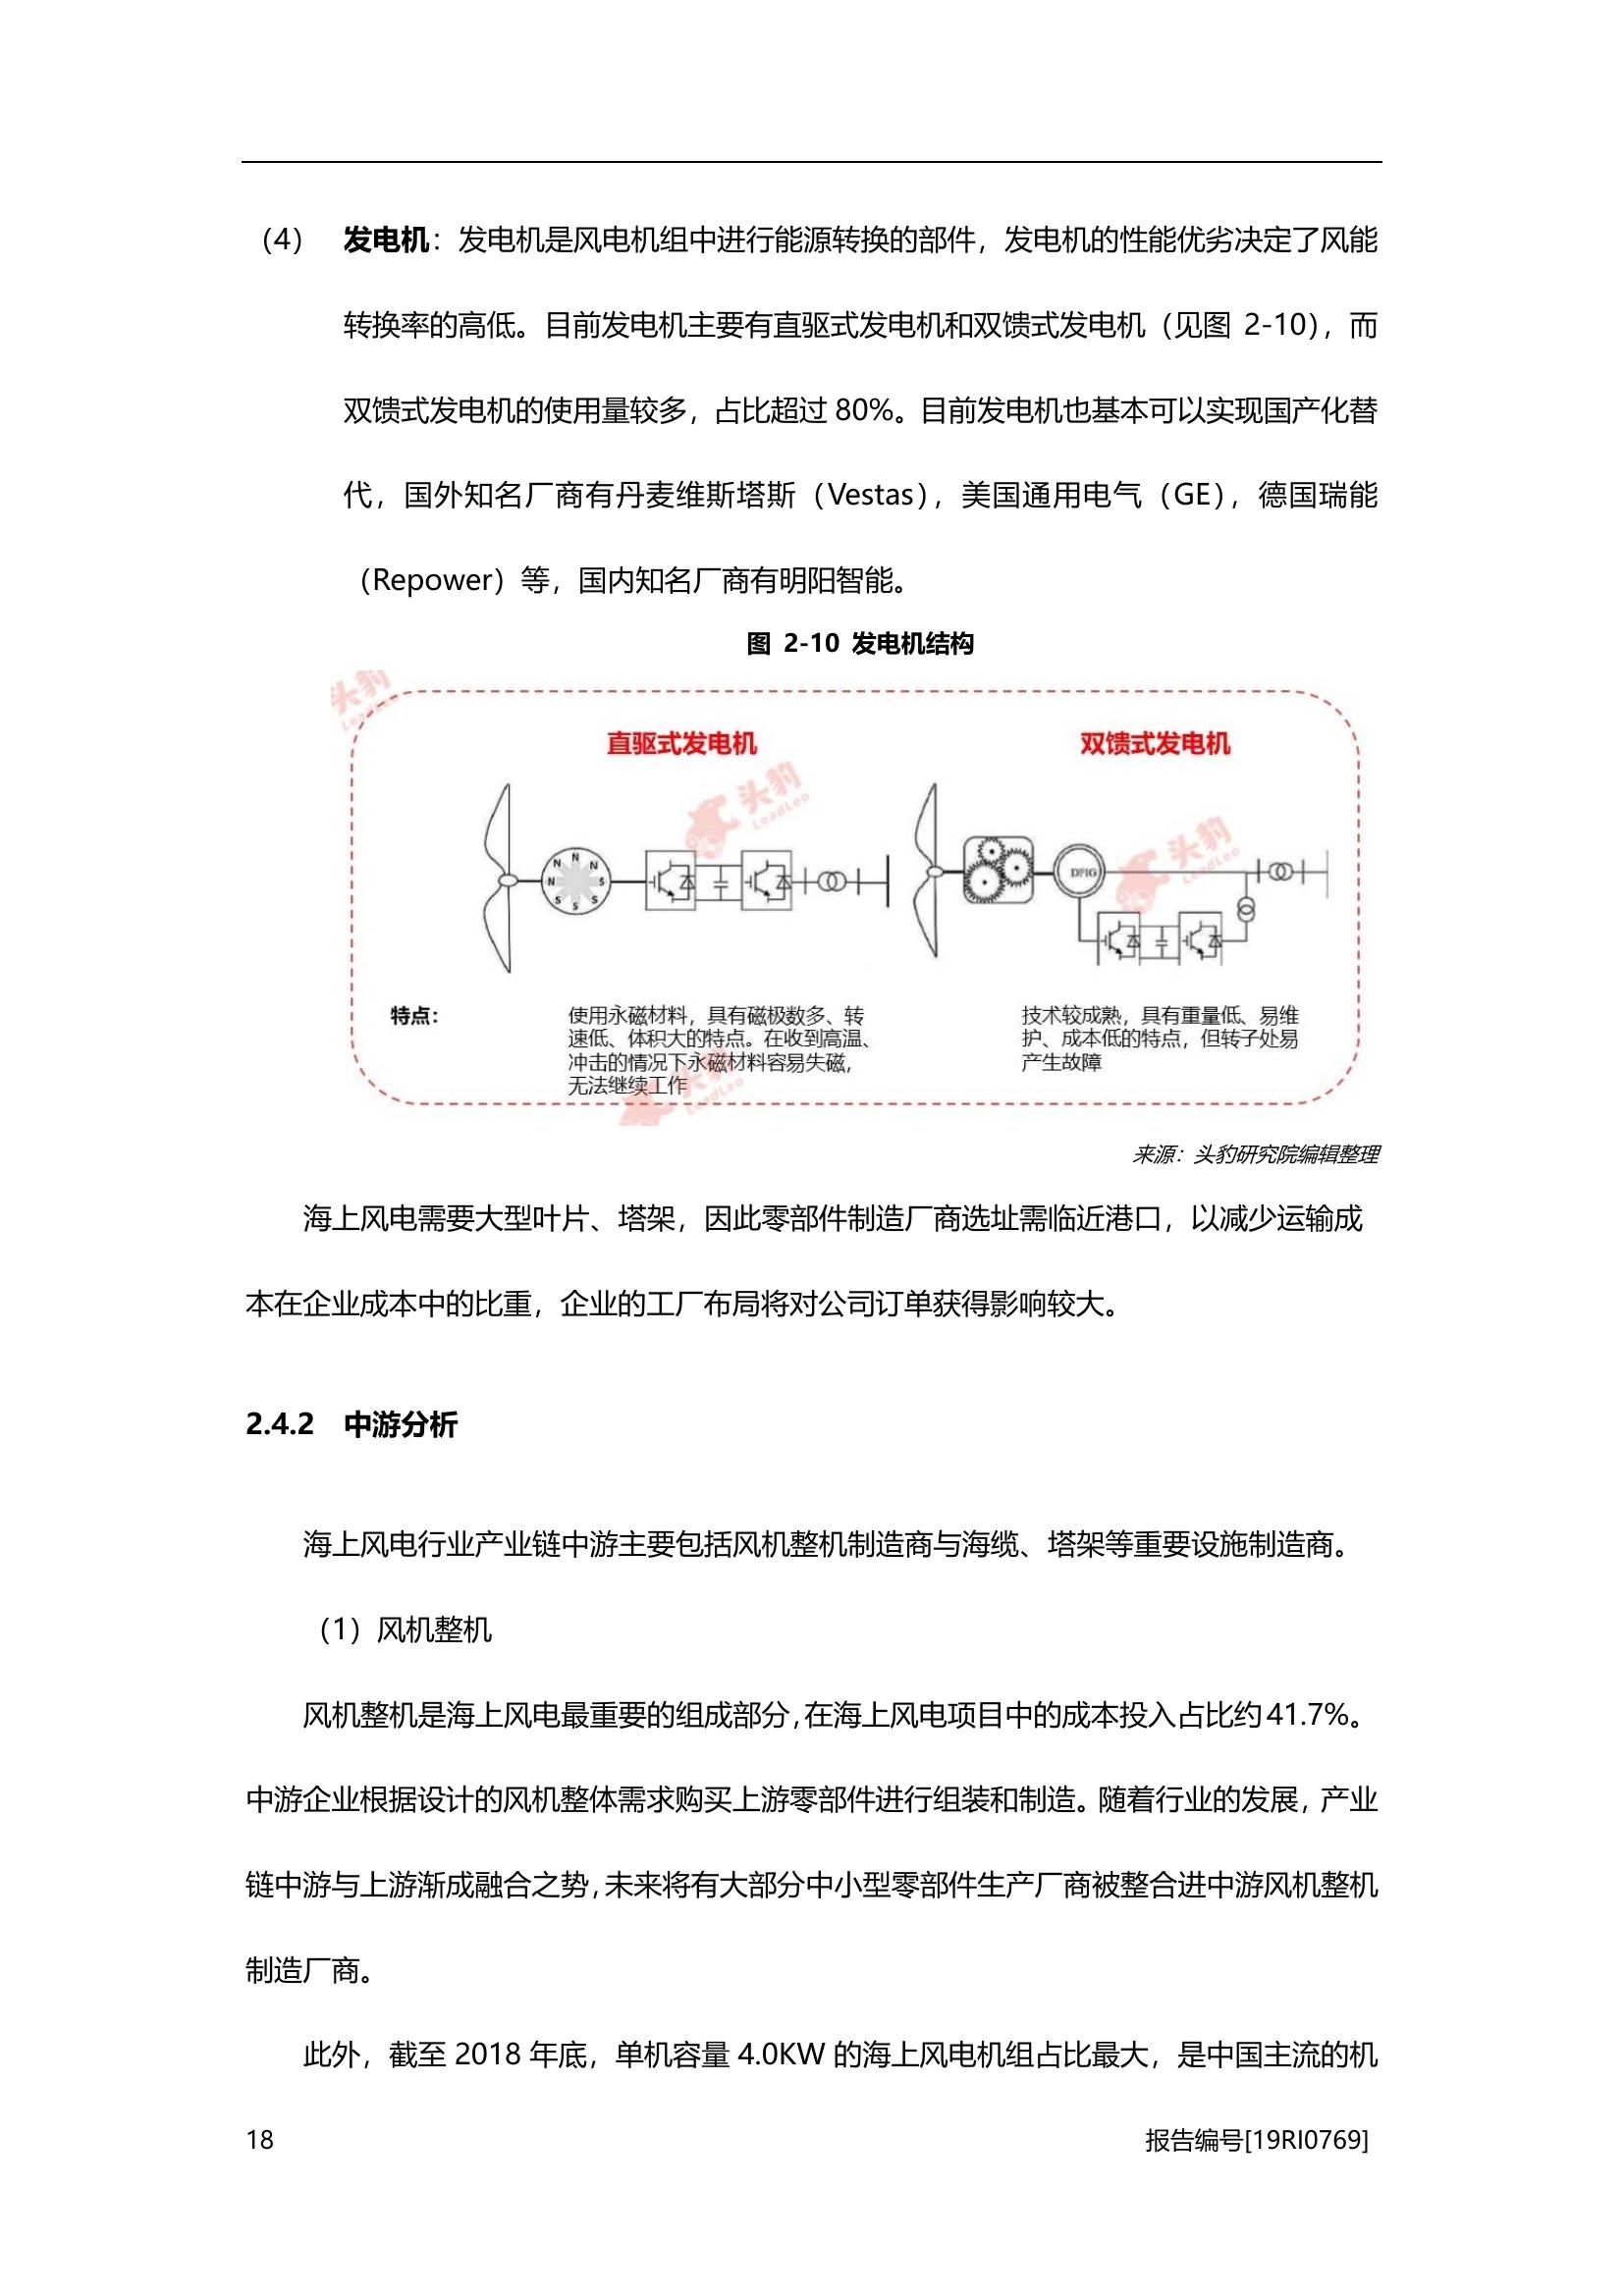 （4） 发电机：发电机是风电机组中进行能源转换的部件，发电机的性能优劣决定了风能
转换率的高低。目前发电机主要有直驱式发电机和双馈式发电机（见图 2-10），而
双馈式发电机的使用量较多，占比超过 80%。目前发电机也基本可以实现国产化替
代，国外知名厂商有丹麦维斯塔斯（Vestas），美国通用电气（GE），德国瑞能
（Repower）等，国内知名厂商有明阳智能。
图 2-10 发电机结构
头豹
LeadLeo
直驱式发电机
双馈式发电机
头豹
LeadLeo
头豹
LeadLeo
N N N
N S
S S S
DFIG
特点：
使用永磁材料，具有磁极数多、转
速低、体积大的特点。在收到高温、
冲击的情况下永磁材料容易失磁，
无法继续工作
技术较成熟，具有重量低、易维
护、成本低的特点，但转子处易
产生故障
头豹
LeadLeo
来源：头豹研究院编辑整理
海上风电需要大型叶片、塔架，因此零部件制造厂商选址需临近港口，以减少运输成
本在企业成本中的比重，企业的工厂布局将对公司订单获得影响较大。
2.4.2 中游分析
海上风电行业产业链中游主要包括风机整机制造商与海缆、塔架等重要设施制造商。
（1）风机整机
风机整机是海上风电最重要的组成部分，在海上风电项目中的成本投入占比约 41.7%。
中游企业根据设计的风机整体需求购买上游零部件进行组装和制造。随着行业的发展，产业
链中游与上游渐成融合之势，未来将有大部分中小型零部件生产厂商被整合进中游风机整机
制造厂商。
此外，截至 2018 年底，单机容量 4.0KW 的海上风电机组占比最大，是中国主流的机
18
报告编号[19RI0769]